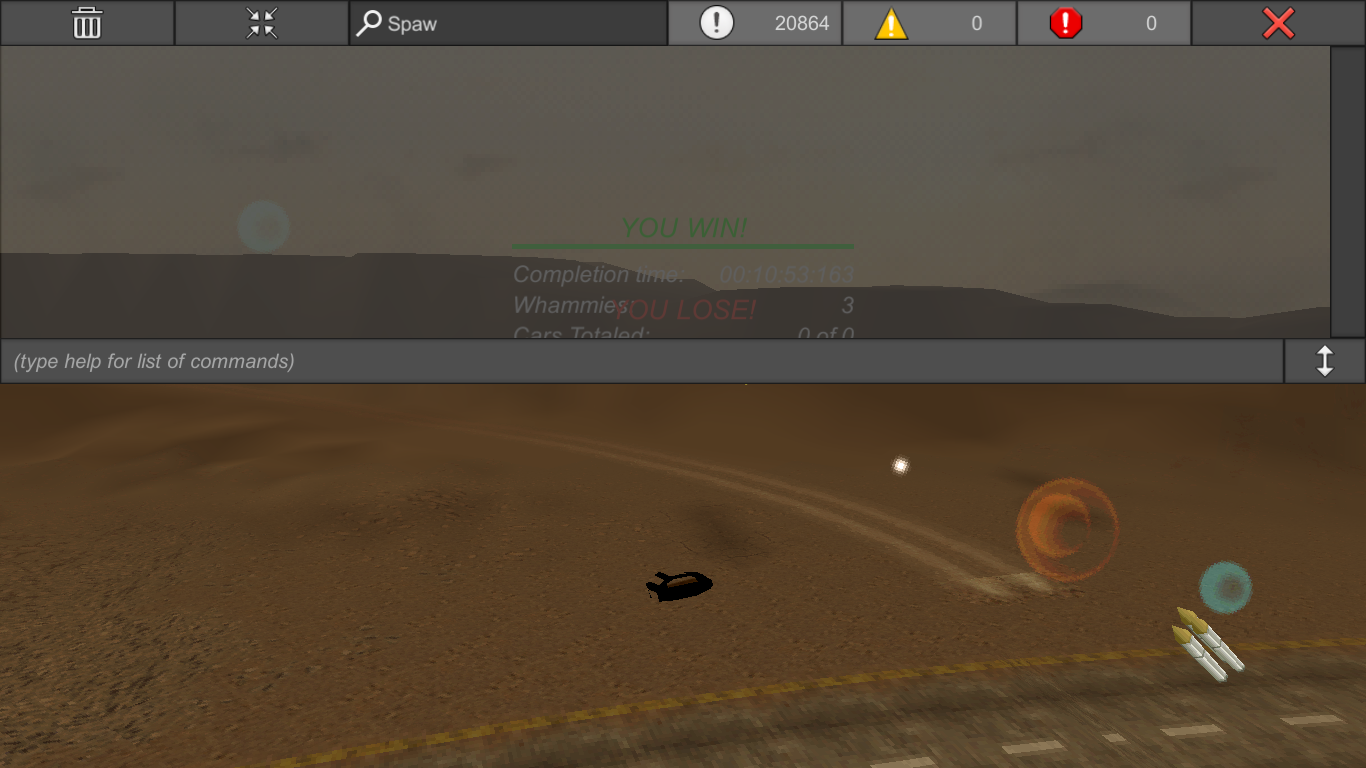 Spaw 20864 0 0
YOU WIN!
Completion time: 00:10:53:163
Whammies: 3
YOU LOSE!
Cars Totaled: 0 of 0
(type help for list of commands)